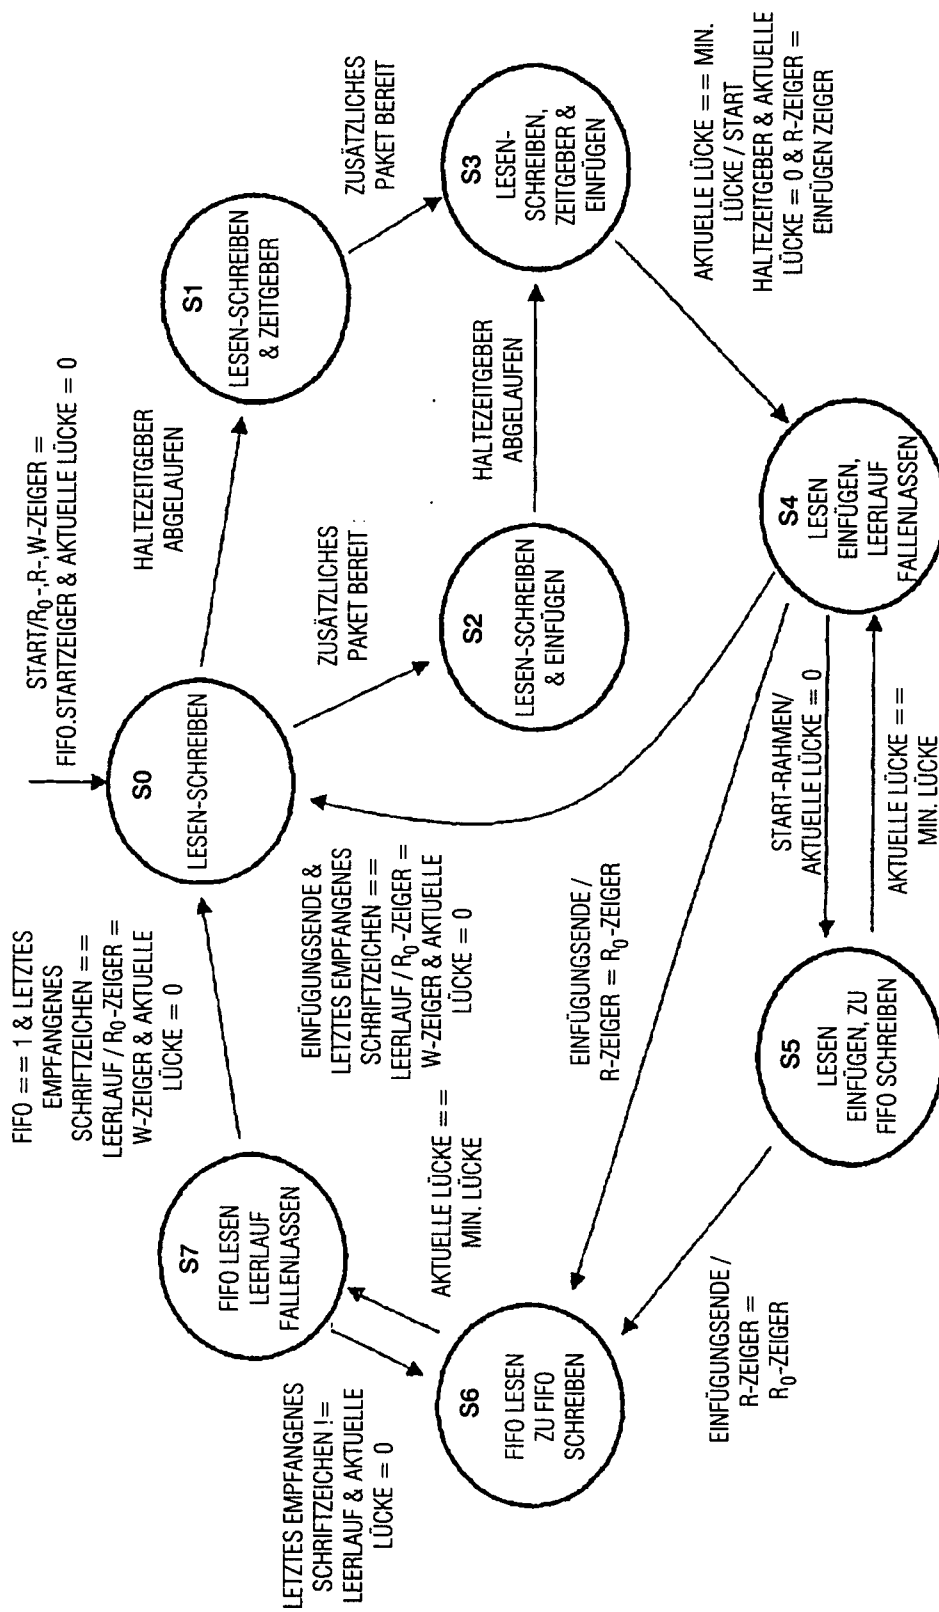 START/R₀-,R-,W-ZEIGER =
FIFO.STARTZEIGER & AKTUELLE LÜCKE = 0
S0
LESEN-SCHREIBEN
HALTEZEITGEBER
ABGELAUFEN
S1
LESEN-SCHREIBEN
& ZEITGEBER
ZUSÄTZLICHES
PAKET BEREIT
ZUSÄTZLICHES
PAKET BEREIT
S2
LESEN-SCHREIBEN
& EINFÜGEN
HALTEZEITGEBER
ABGELAUFEN
S3
LESEN-
SCHREIBEN,
ZEITGEBER &
EINFÜGEN
AKTUELLE LÜCKE == MIN.
LÜCKE / START
HALTEZEITGEBER & AKTUELLE
LÜCKE = 0 & R-ZEIGER =
EINFÜGEN ZEIGER
S4
LESEN
EINFÜGEN,
LEERLAUF
FALLENLASSEN
START-RAHMEN/
AKTUELLE LÜCKE = 0
AKTUELLE LÜCKE ==
MIN. LÜCKE
S5
LESEN
EINFÜGEN, ZU
FIFO SCHREIBEN
EINFÜGUNGSENDE /
R-ZEIGER =
R₀-ZEIGER
EINFÜGUNGSENDE /
R-ZEIGER = R₀-ZEIGER
EINFÜGUNGSENDE &
LETZTES EMPFANGENES
SCHRIFTZEICHEN ==
LEERLAUF / R₀-ZEIGER =
W-ZEIGER & AKTUELLE
LÜCKE = 0
S6
FIFO LESEN
ZU FIFO
SCHREIBEN
AKTUELLE LÜCKE ==
MIN. LÜCKE
LETZTES EMPFANGENES
SCHRIFTZEICHEN !=
LEERLAUF & AKTUELLE
LÜCKE = 0
S7
FIFO LESEN
LEERLAUF
FALLENLASSEN
FIFO == 1 & LETZTES
EMPFANGENES
SCHRIFTZEICHEN ==
LEERLAUF / R₀-ZEIGER =
W-ZEIGER & AKTUELLE
LÜCKE = 0